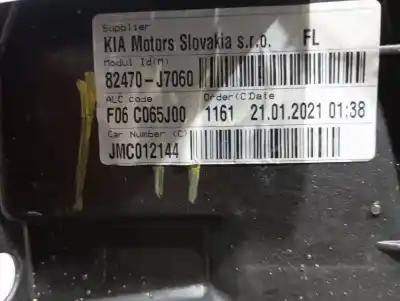 Supplier
KIA Motors Slovakia s.r.o. FL
Modul Id(M)
82470-J7060
ALC code Order(C)Date
F06 C065J00 1161 21.01.2021 01:38
Car Number (C)
JMC012144